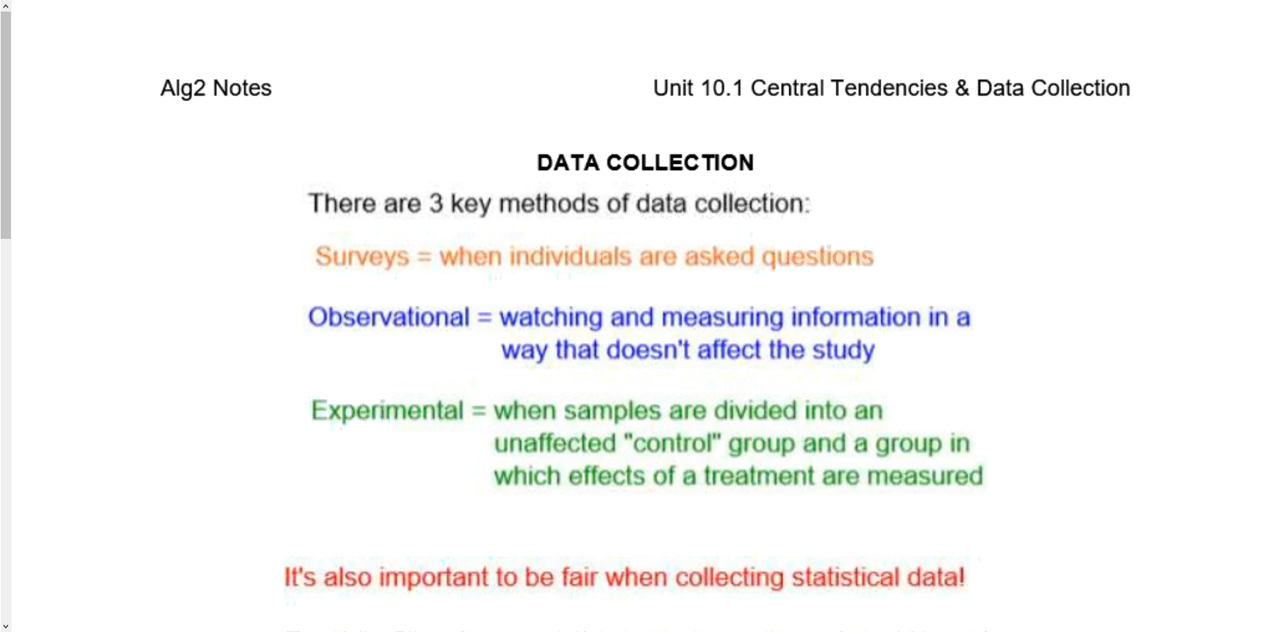 Alg2 Notes
Unit 10.1 Central Tendencies & Data Collection
DATA COLLECTION
There are 3 key methods of data collection:
Surveys = when individuals are asked questions
Observational = watching and measuring information in a
way that doesn't affect the study
Experimental = when samples are divided into an
unaffected "control" group and a group in
which effects of a treatment are measured
It's also important to be fair when collecting statistical data!